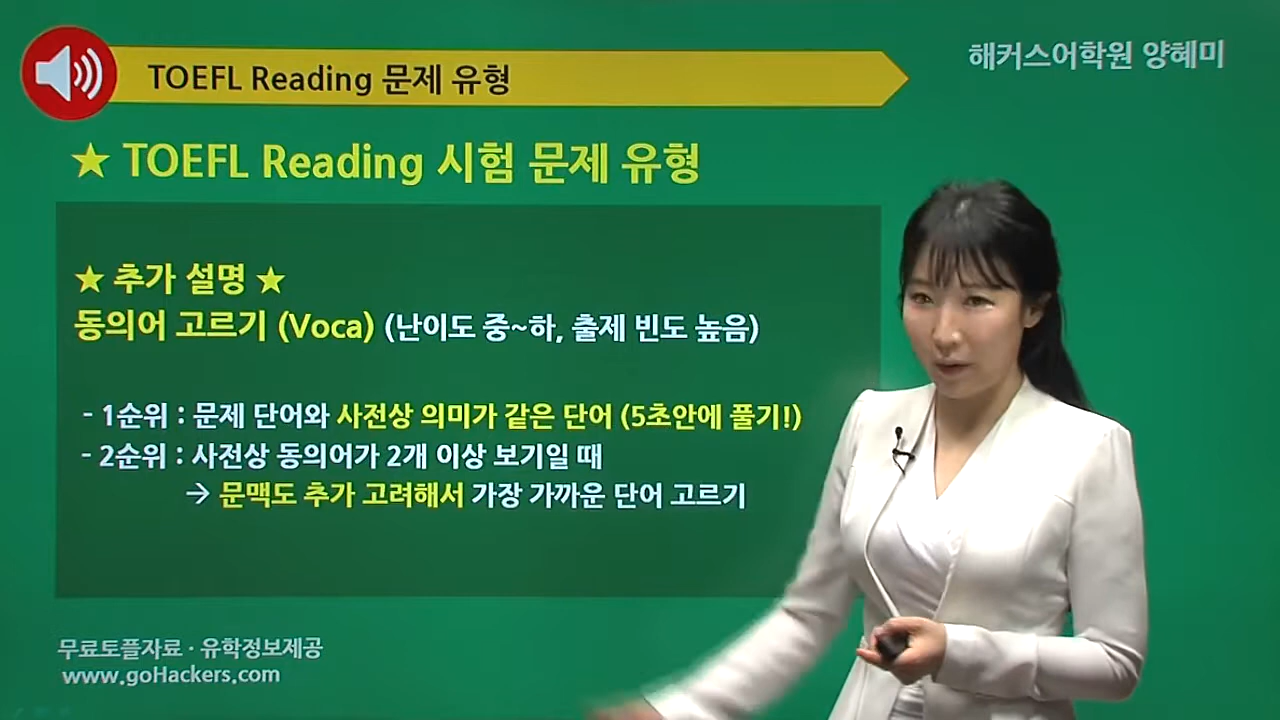 TOEFL Reading 문제 유형
해커스어학원 양혜미
★ TOEFL Reading 시험 문제 유형
★ 추가 설명 ★
동의어 고르기 (Voca) (난이도 중~하, 출제 빈도 높음)
- 1순위 : 문제 단어와 사전상 의미가 같은 단어 (5초안에 풀기!)
- 2순위 : 사전상 동의어가 2개 이상 보기일 때
→ 문맥도 추가 고려해서 가장 가까운 단어 고르기
무료토플자료 · 유학정보제공
www.goHackers.com